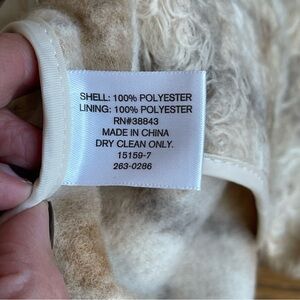 SHELL: 100% POLYESTER
LINING: 100% POLYESTER
RN#38843
MADE IN CHINA
DRY CLEAN ONLY.
15159-7
263-0286